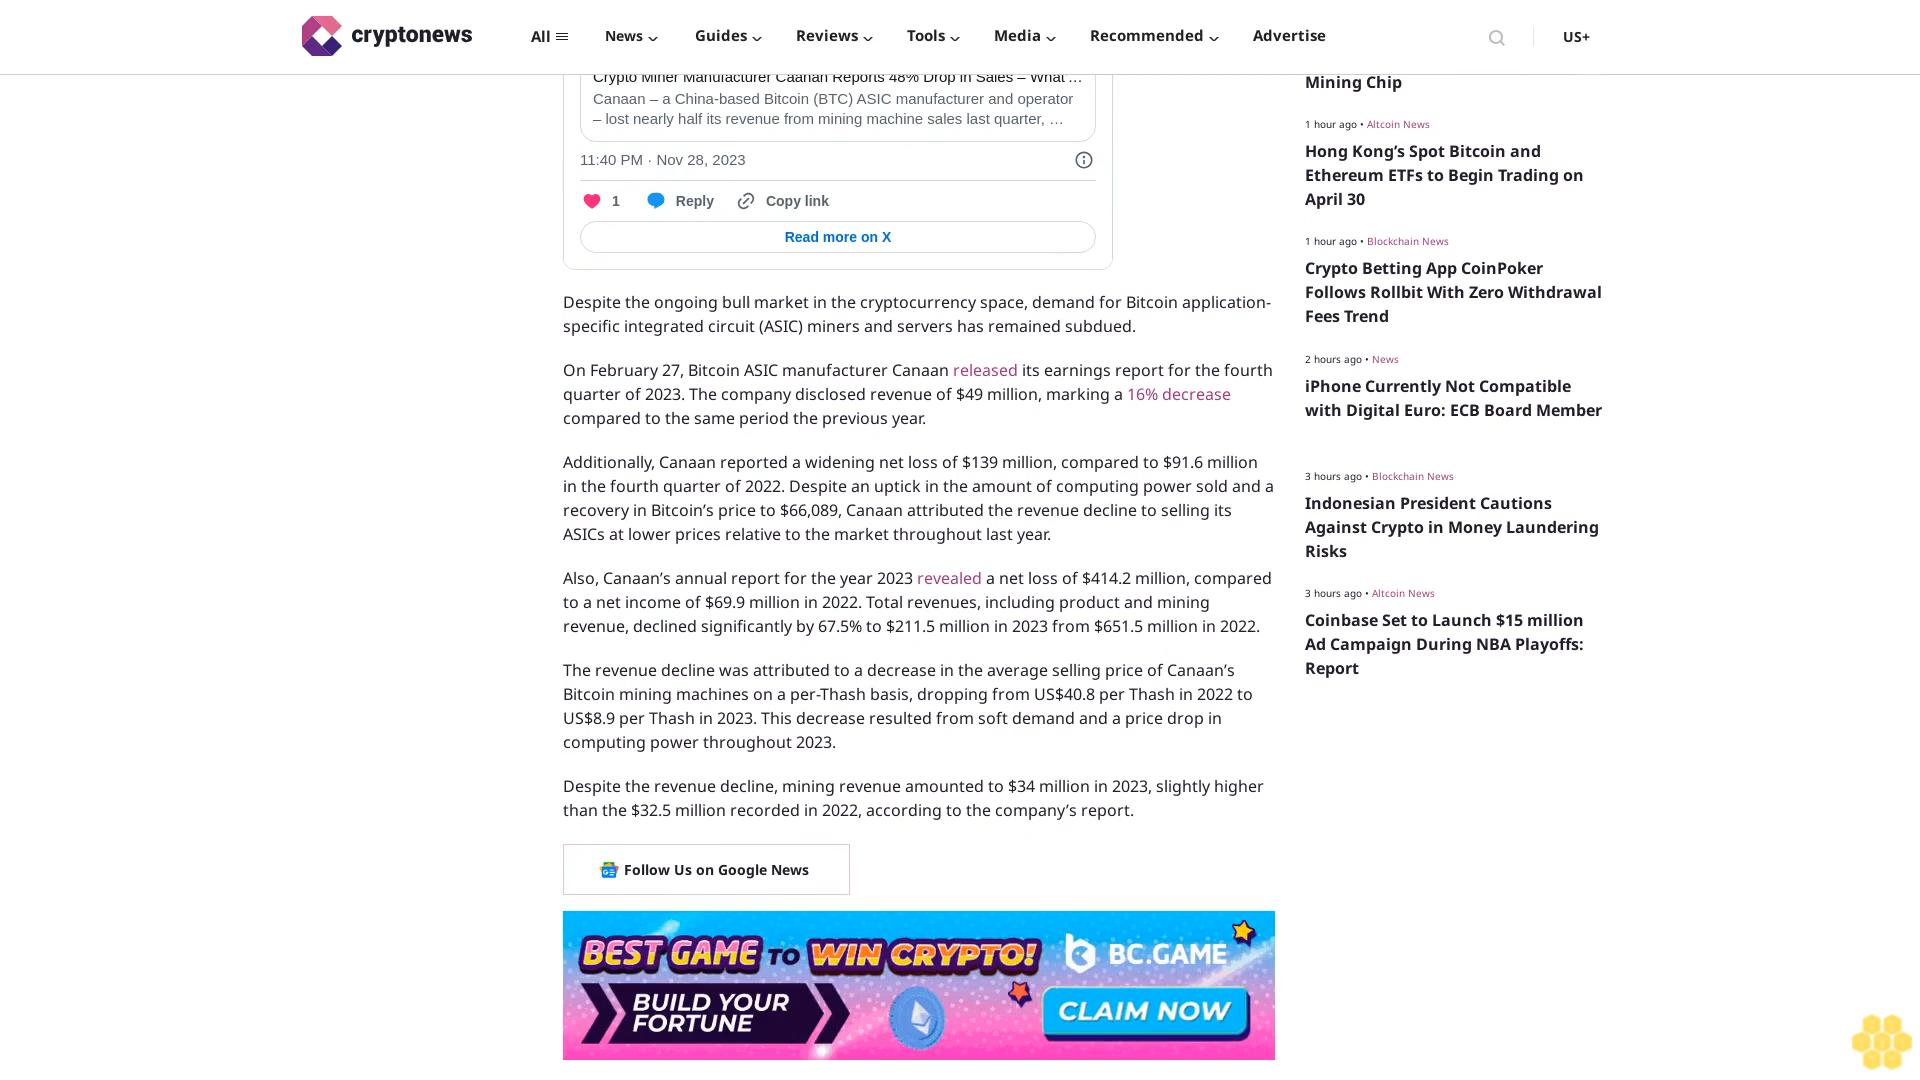 cryptonews
All
News
Guides
Reviews
Tools
Media
Recommended
Advertise
US+
Crypto Miner Manufacturer Caanan Reports 48% Drop in Sales – What …
Canaan – a China-based Bitcoin (BTC) ASIC manufacturer and operator
– lost nearly half its revenue from mining machine sales last quarter, …
11:40 PM · Nov 28, 2023
1
Reply
Copy link
Read more on X
Despite the ongoing bull market in the cryptocurrency space, demand for Bitcoin application-
specific integrated circuit (ASIC) miners and servers has remained subdued.
On February 27, Bitcoin ASIC manufacturer Canaan released its earnings report for the fourth
quarter of 2023. The company disclosed revenue of $49 million, marking a 16% decrease
compared to the same period the previous year.
Additionally, Canaan reported a widening net loss of $139 million, compared to $91.6 million
in the fourth quarter of 2022. Despite an uptick in the amount of computing power sold and a
recovery in Bitcoin’s price to $66,089, Canaan attributed the revenue decline to selling its
ASICs at lower prices relative to the market throughout last year.
Also, Canaan’s annual report for the year 2023 revealed a net loss of $414.2 million, compared
to a net income of $69.9 million in 2022. Total revenues, including product and mining
revenue, declined significantly by 67.5% to $211.5 million in 2023 from $651.5 million in 2022.
The revenue decline was attributed to a decrease in the average selling price of Canaan’s
Bitcoin mining machines on a per-Thash basis, dropping from US$40.8 per Thash in 2022 to
US$8.9 per Thash in 2023. This decrease resulted from soft demand and a price drop in
computing power throughout 2023.
Despite the revenue decline, mining revenue amounted to $34 million in 2023, slightly higher
than the $32.5 million recorded in 2022, according to the company’s report.
Follow Us on Google News
BEST GAME TO WIN CRYPTO!
BC.GAME
BUILD YOUR
FORTUNE
CLAIM NOW
Mining Chip
1 hour ago • Altcoin News
Hong Kong’s Spot Bitcoin and
Ethereum ETFs to Begin Trading on
April 30
1 hour ago • Blockchain News
Crypto Betting App CoinPoker
Follows Rollbit With Zero Withdrawal
Fees Trend
2 hours ago • News
iPhone Currently Not Compatible
with Digital Euro: ECB Board Member
3 hours ago • Blockchain News
Indonesian President Cautions
Against Crypto in Money Laundering
Risks
3 hours ago • Altcoin News
Coinbase Set to Launch $15 million
Ad Campaign During NBA Playoffs:
Report